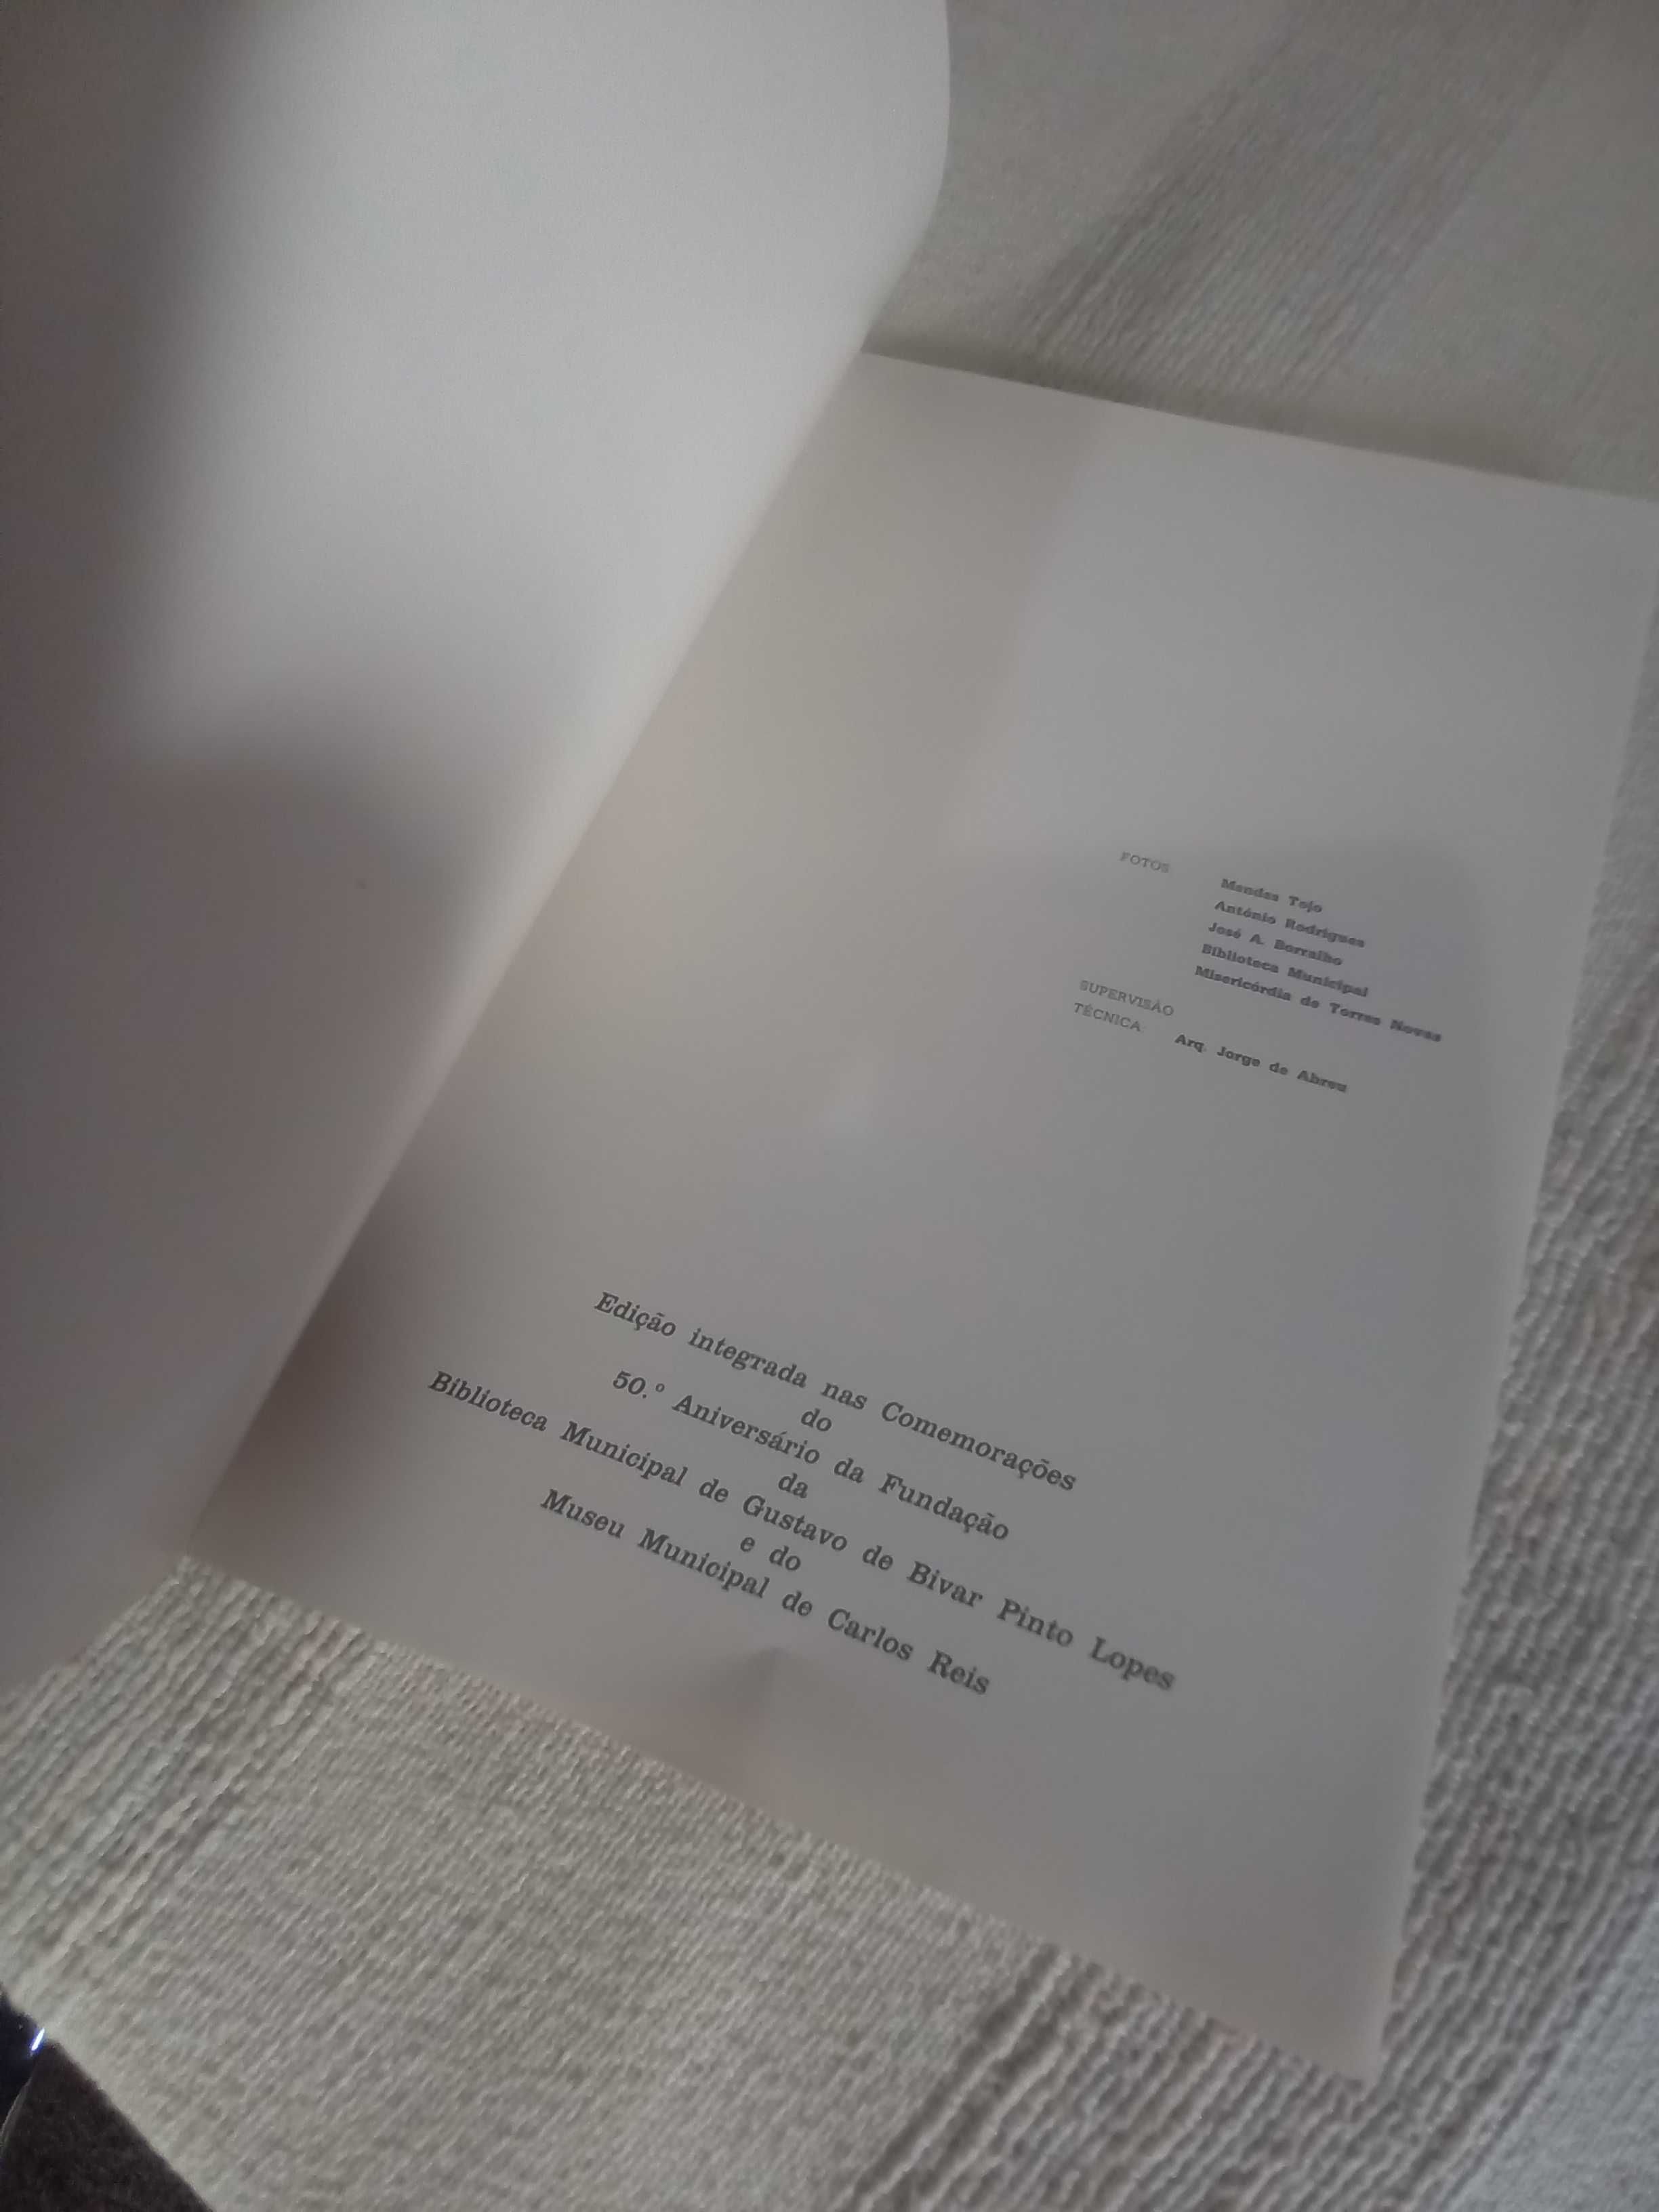 FOTOS
Mendes Tojo
António Rodrigues
José A. Borralho
Biblioteca Municipal
Misericórdia de Torres Novas
SUPERVISÃO
TÉCNICA Arq. Jorge de Abreu
Edição integrada nas Comemorações
do
50.º Aniversário da Fundação
da
Biblioteca Municipal de Gustavo de Bivar Pinto Lopes
e do
Museu Municipal de Carlos Reis